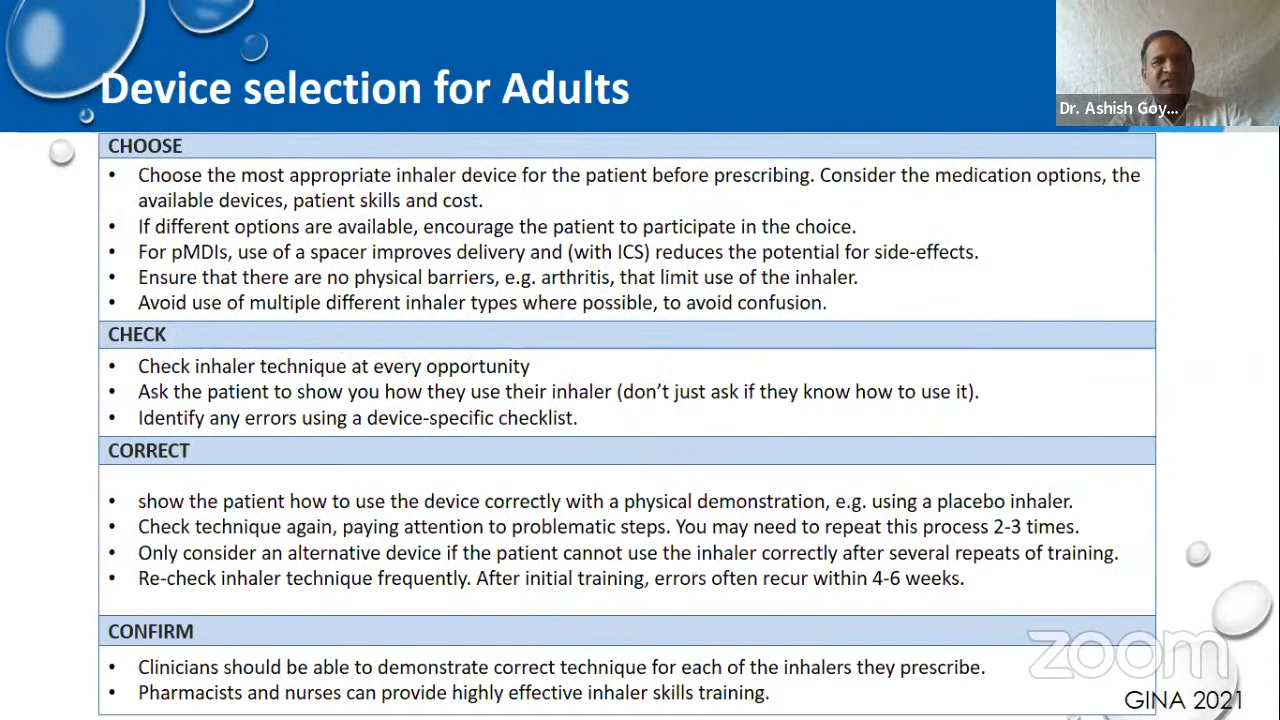 Device selection for Adults
Dr. Ashish Goy...
CHOOSE
• Choose the most appropriate inhaler device for the patient before prescribing. Consider the medication options, the
available devices, patient skills and cost.
• If different options are available, encourage the patient to participate in the choice.
• For pMDIs, use of a spacer improves delivery and (with ICS) reduces the potential for side-effects.
• Ensure that there are no physical barriers, e.g. arthritis, that limit use of the inhaler.
• Avoid use of multiple different inhaler types where possible, to avoid confusion.
CHECK
• Check inhaler technique at every opportunity
• Ask the patient to show you how they use their inhaler (don’t just ask if they know how to use it).
• Identify any errors using a device-specific checklist.
CORRECT
• show the patient how to use the device correctly with a physical demonstration, e.g. using a placebo inhaler.
• Check technique again, paying attention to problematic steps. You may need to repeat this process 2-3 times.
• Only consider an alternative device if the patient cannot use the inhaler correctly after several repeats of training.
• Re-check inhaler technique frequently. After initial training, errors often recur within 4-6 weeks.
CONFIRM
• Clinicians should be able to demonstrate correct technique for each of the inhalers they prescribe.
• Pharmacists and nurses can provide highly effective inhaler skills training.
zoom
GINA 2021